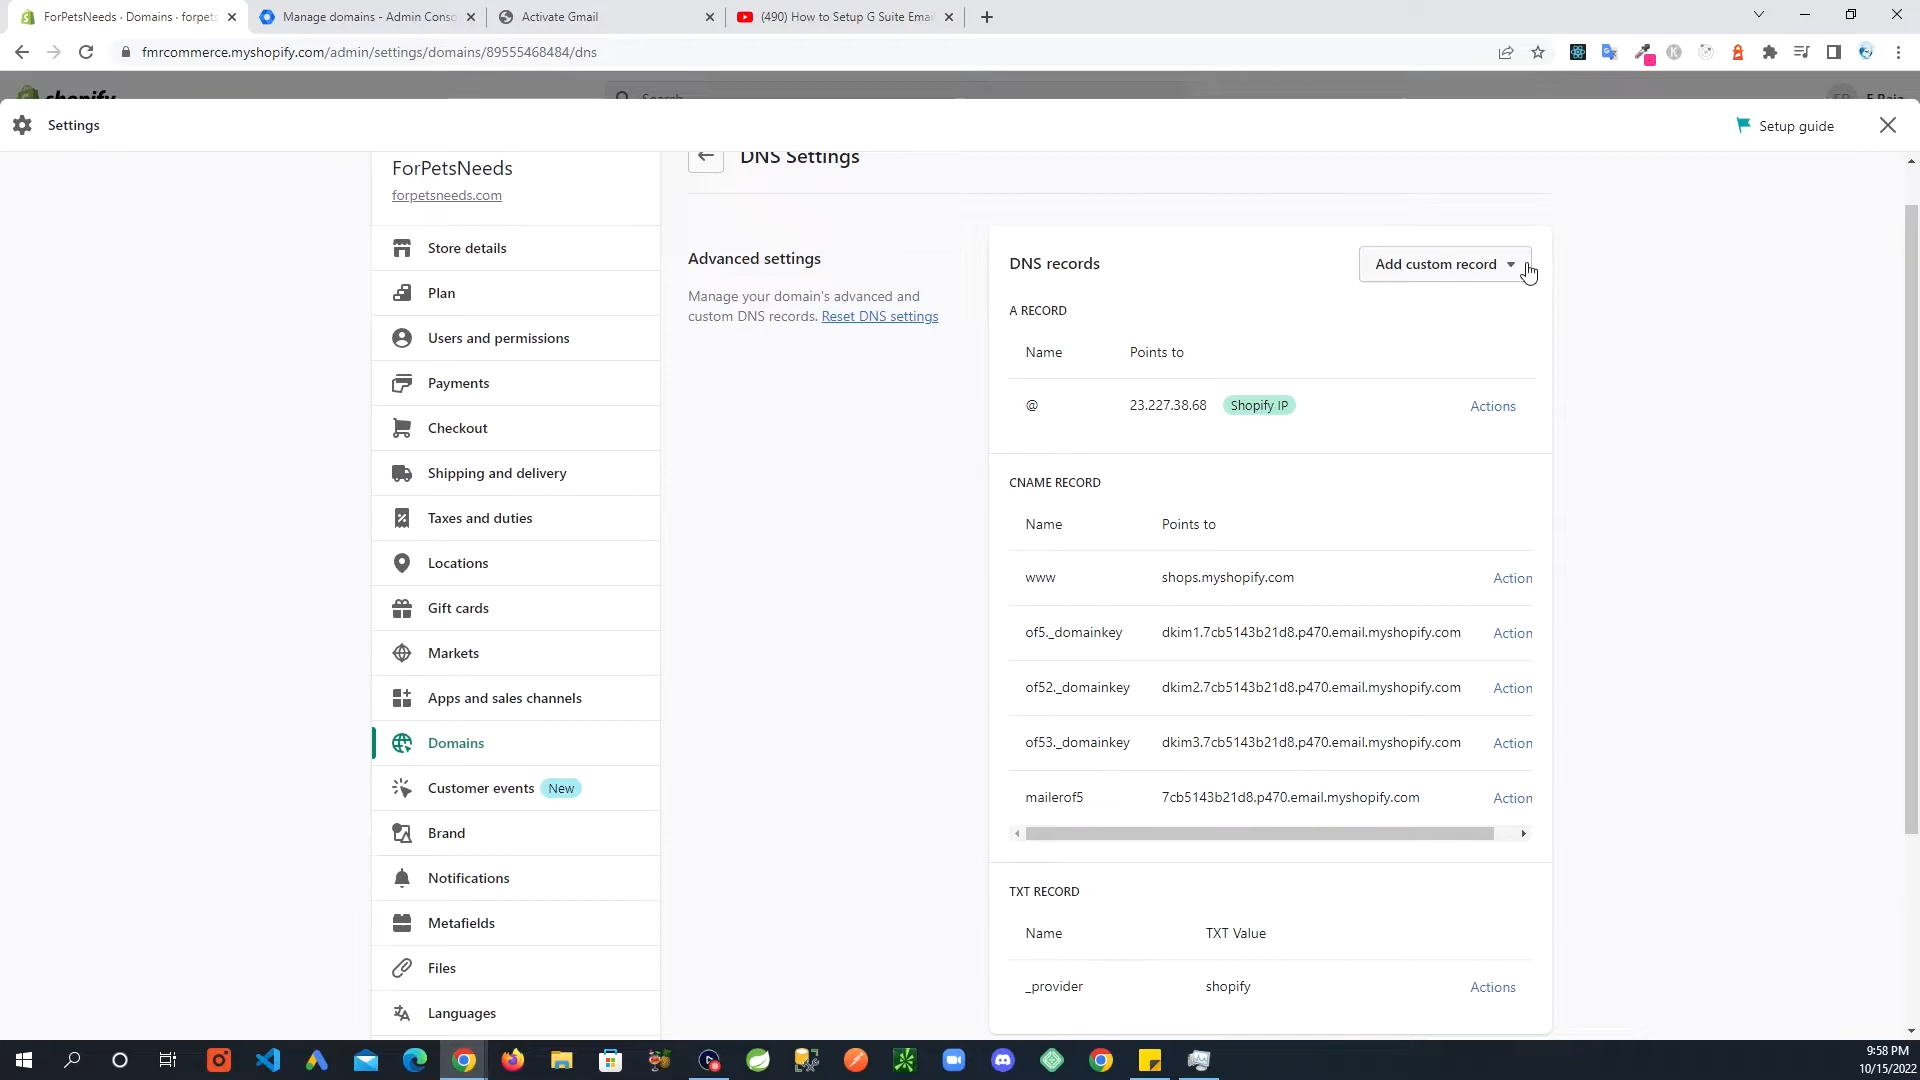 ForPetsNeeds · Domains · forpets
Manage domains - Admin Conso
Activate Gmail
(490) How to Setup G Suite Emai
fmrcommerce.myshopify.com/admin/settings/domains/89555468484/dns
shopify
Search
Settings
Setup guide
ForPetsNeeds
forpetsneeds.com
Store details
Plan
Users and permissions
Payments
Checkout
Shipping and delivery
Taxes and duties
Locations
Gift cards
Markets
Apps and sales channels
Domains
Customer events New
Brand
Notifications
Metafields
Files
Languages
DNS Settings
Advanced settings
Manage your domain's advanced and
custom DNS records. Reset DNS settings
DNS records
Add custom record
A RECORD
Name Points to
@ 23.227.38.68 Shopify IP Actions
CNAME RECORD
Name Points to
www shops.myshopify.com Action
of5._domainkey dkim1.7cb5143b21d8.p470.email.myshopify.com Action
of52._domainkey dkim2.7cb5143b21d8.p470.email.myshopify.com Action
of53._domainkey dkim3.7cb5143b21d8.p470.email.myshopify.com Action
mailerof5 7cb5143b21d8.p470.email.myshopify.com Action
TXT RECORD
Name TXT Value
_provider shopify Actions
9:58 PM
10/15/2022